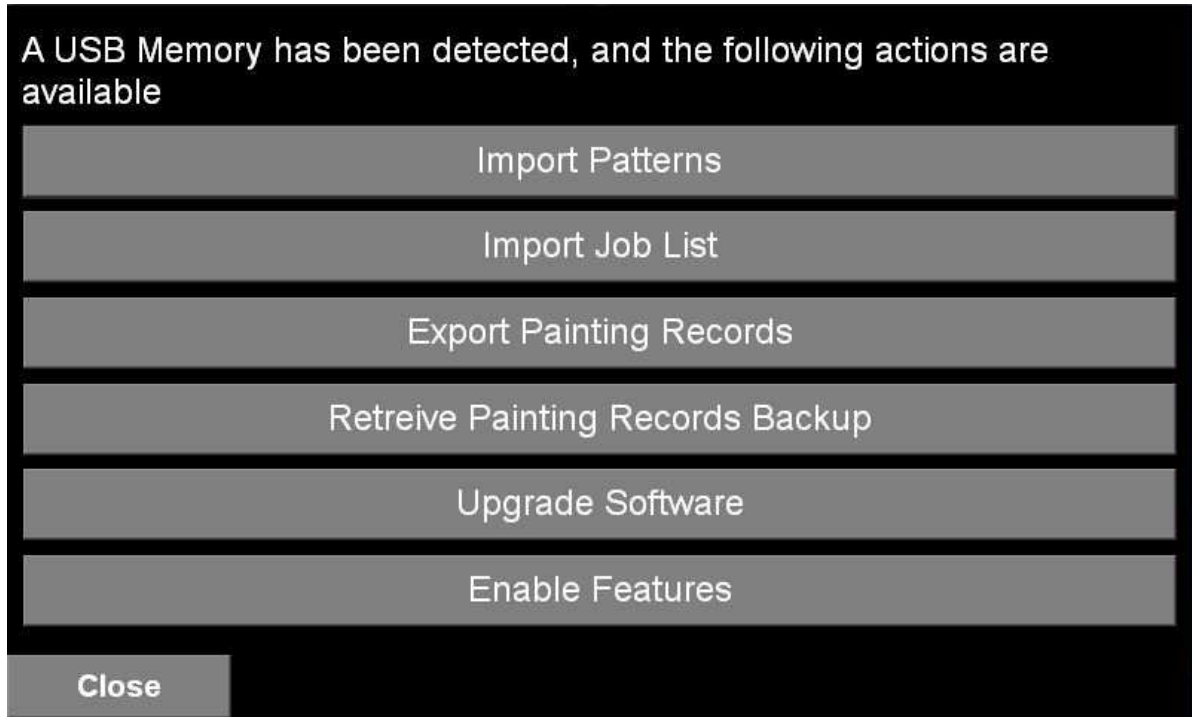 A USB Memory has been detected, and the following actions are
available
Import Patterns
Import Job List
Export Painting Records
Retreive Painting Records Backup
Upgrade Software
Enable Features
Close